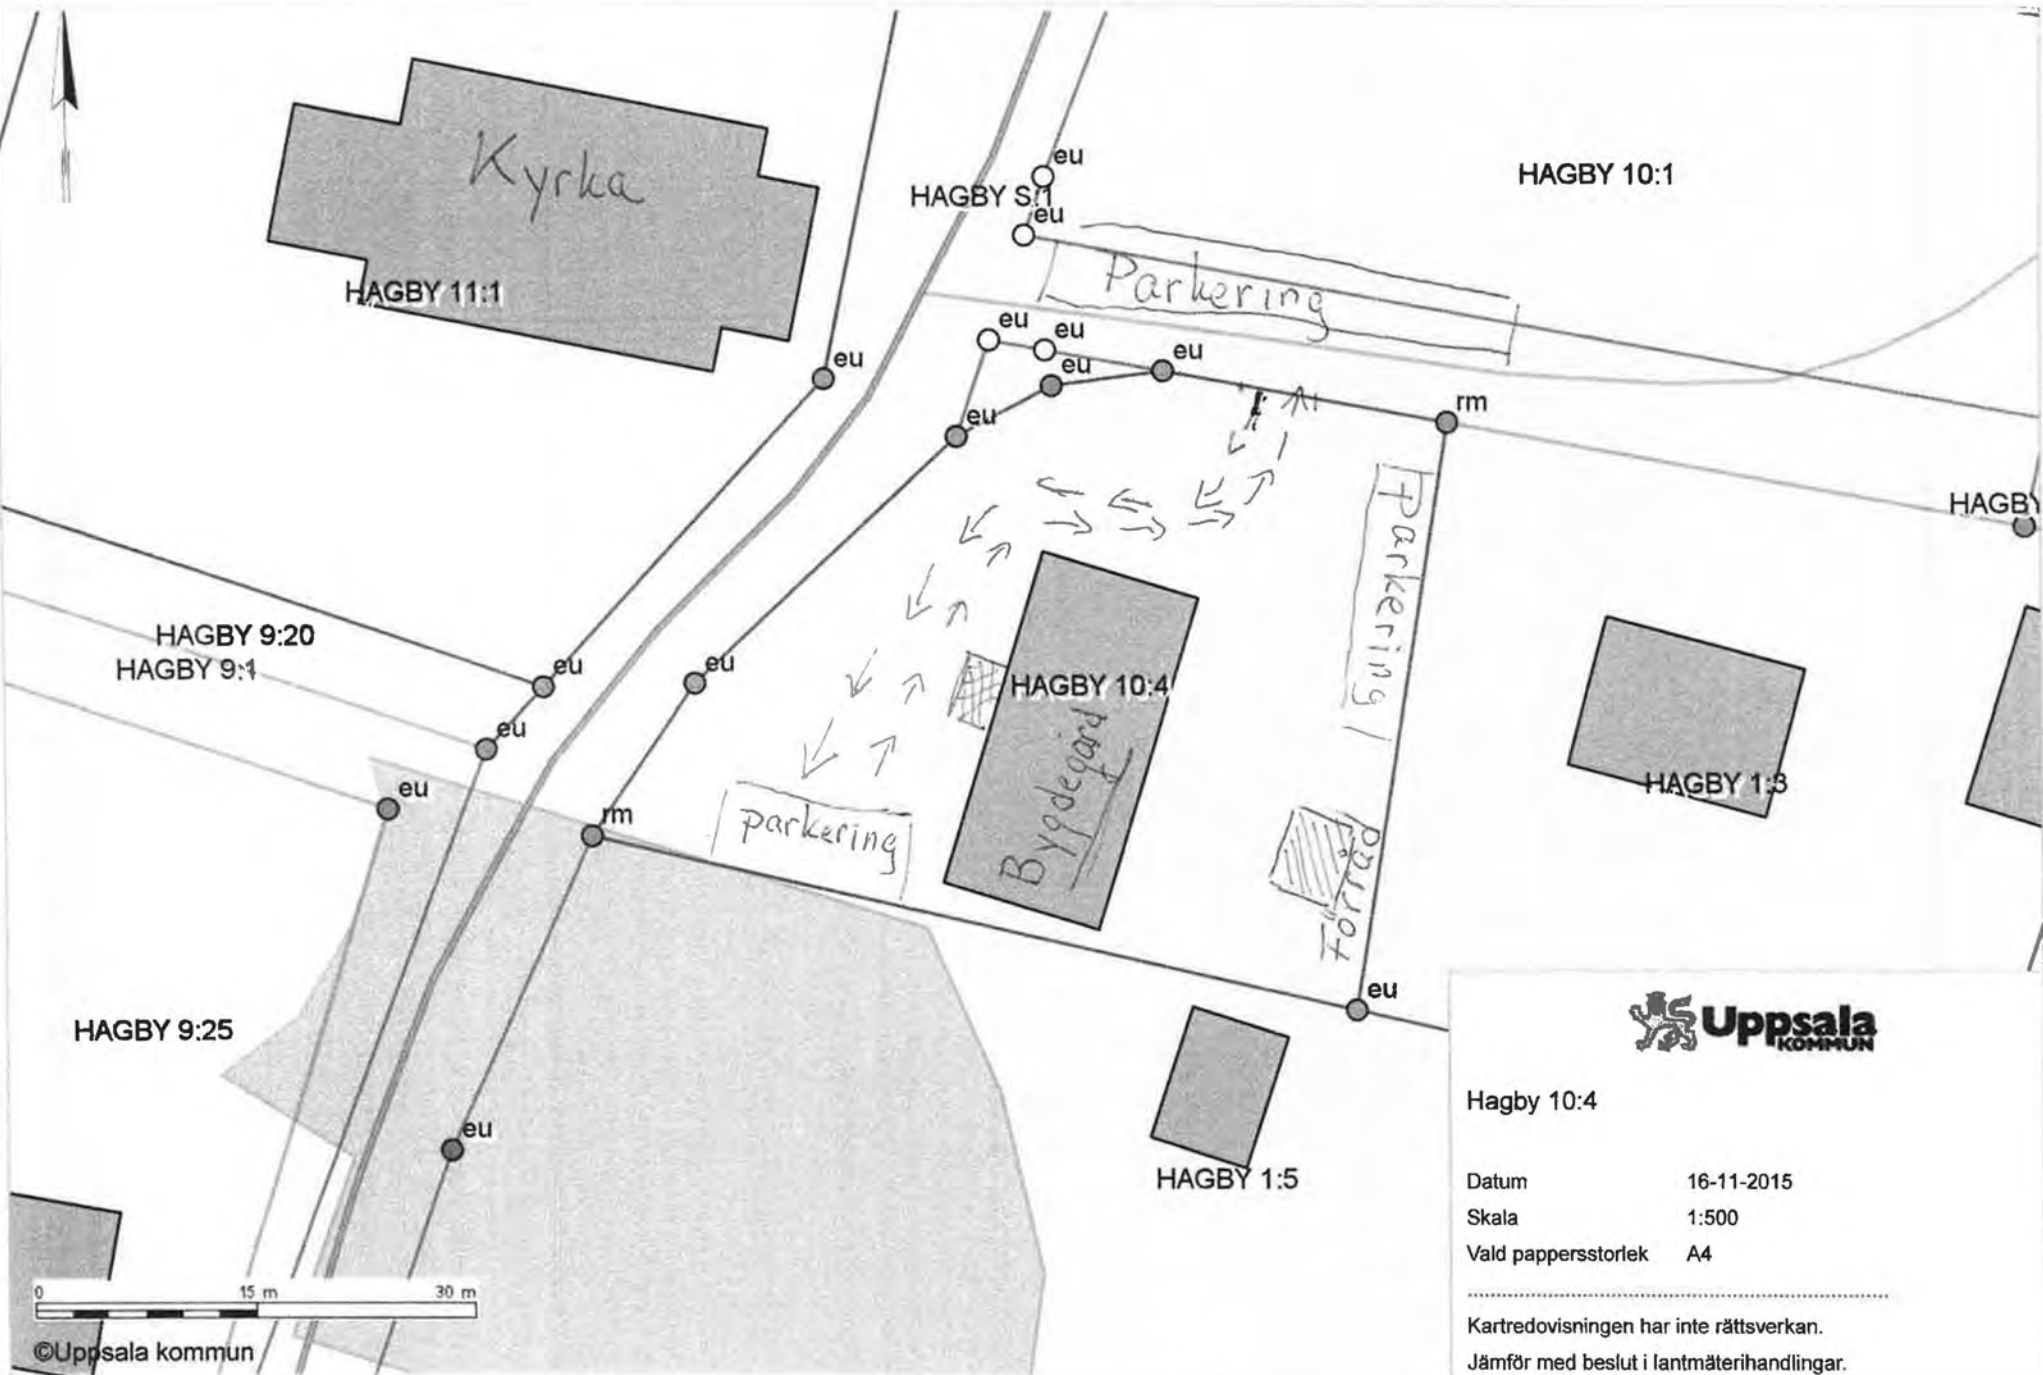 Kyrka
HAGBY 11:1
eu
HAGBY S:1
eu
eu
HAGBY 10:1
Parkering
eu
eu
eu
eu
eu
rm
HAGBY
Parkering
HAGBY 9:20
HAGBY 9:1
eu
eu
eu
eu
rm
parkering
HAGBY 10:4
Bygdegård
Förråd
HAGBY 1:3
eu
HAGBY 9:25
eu
HAGBY 1:5
Uppsala
KOMMUN
Hagby 10:4
Datum 16-11-2015
Skala 1:500
Vald pappersstorlek A4
Kartredovisningen har inte rättsverkan.
Jämför med beslut i lantmäterihandlingar.
0 15 m 30 m
©Uppsala kommun